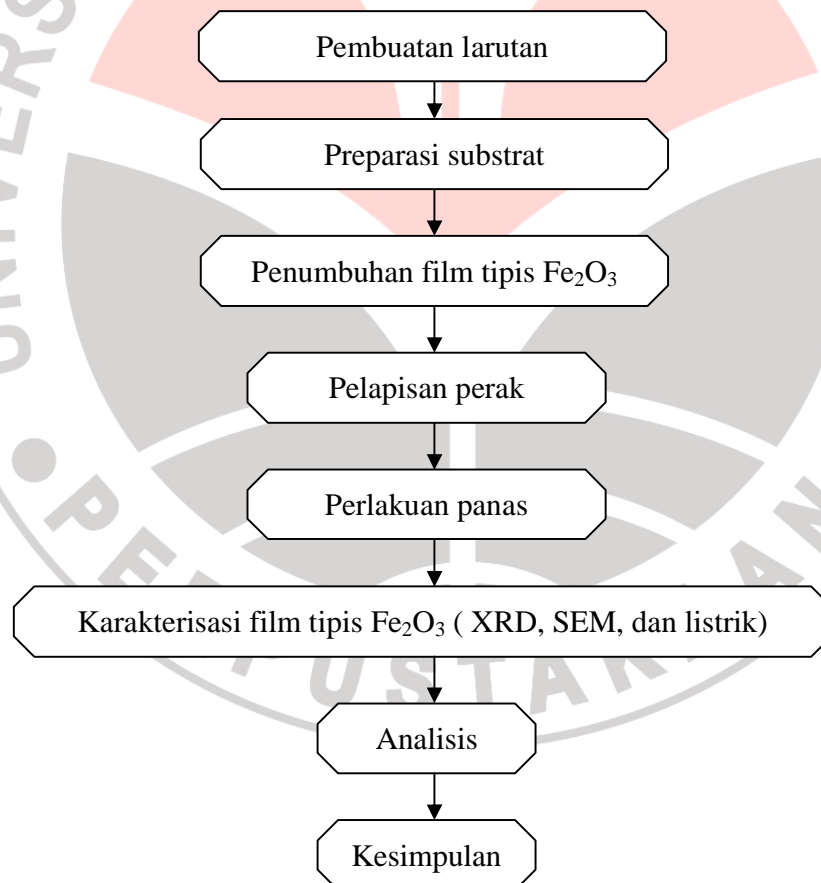 Pembuatan larutan
Preparasi substrat
Penumbuhan film tipis Fe₂O₃
Pelapisan perak
Perlakuan panas
Karakterisasi film tipis Fe₂O₃ ( XRD, SEM, dan listrik)
Analisis
Kesimpulan